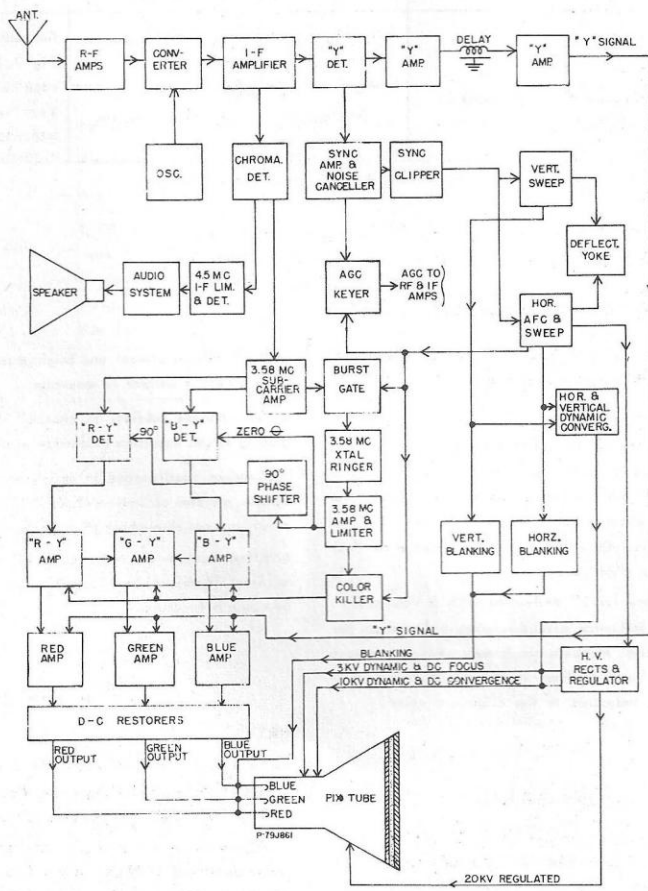 ANT.
R-F
AMPS
CONV-
ERTER
I-F
AMPLIFIER
"Y"
DET.
"Y"
AMP.
DELAY
"Y"
AMP.
"Y" SIGNAL
OSC.
CHROMA.
DET.
SYNC
AMP. &
NOISE
CANCELLER
SYNC
CLIPPER
VERT.
SWEEP
DEFLECT.
YOKE
SPEAKER
AUDIO
SYSTEM
4.5 MC
I-F LIM.
& DET.
AGC
KEYER
AGC TO
RF & IF
AMPS
HOR.
AFC &
SWEEP
3.58 MC
SUB-
CARRIER
AMP
BURST
GATE
HOR. &
VERTICAL
DYNAMIC
CONVERG.
"R-Y"
DET.
90°
"B-Y"
DET.
ZERO
3.58 MC
XTAL
RINGER
90°
PHASE
SHIFTER
3.58 MC
AMP &
LIMITER
VERT.
BLANKING
HORZ.
BLANKING
"R-Y"
AMP
"G-Y"
AMP
"B-Y"
AMP
COLOR
KILLER
"Y" SIGNAL
RED
AMP
GREEN
AMP
BLUE
AMP
BLANKING
3KV DYNAMIC & DC FOCUS
10KV DYNAMIC & DC CONVERGENCE
H.V.
RECTS &
REGULATOR
D-C RESTORERS
RED
OUTPUT
GREEN
OUTPUT
BLUE
OUTPUT
BLUE
GREEN
RED
PIX TUBE
P-79J861
20KV REGULATED